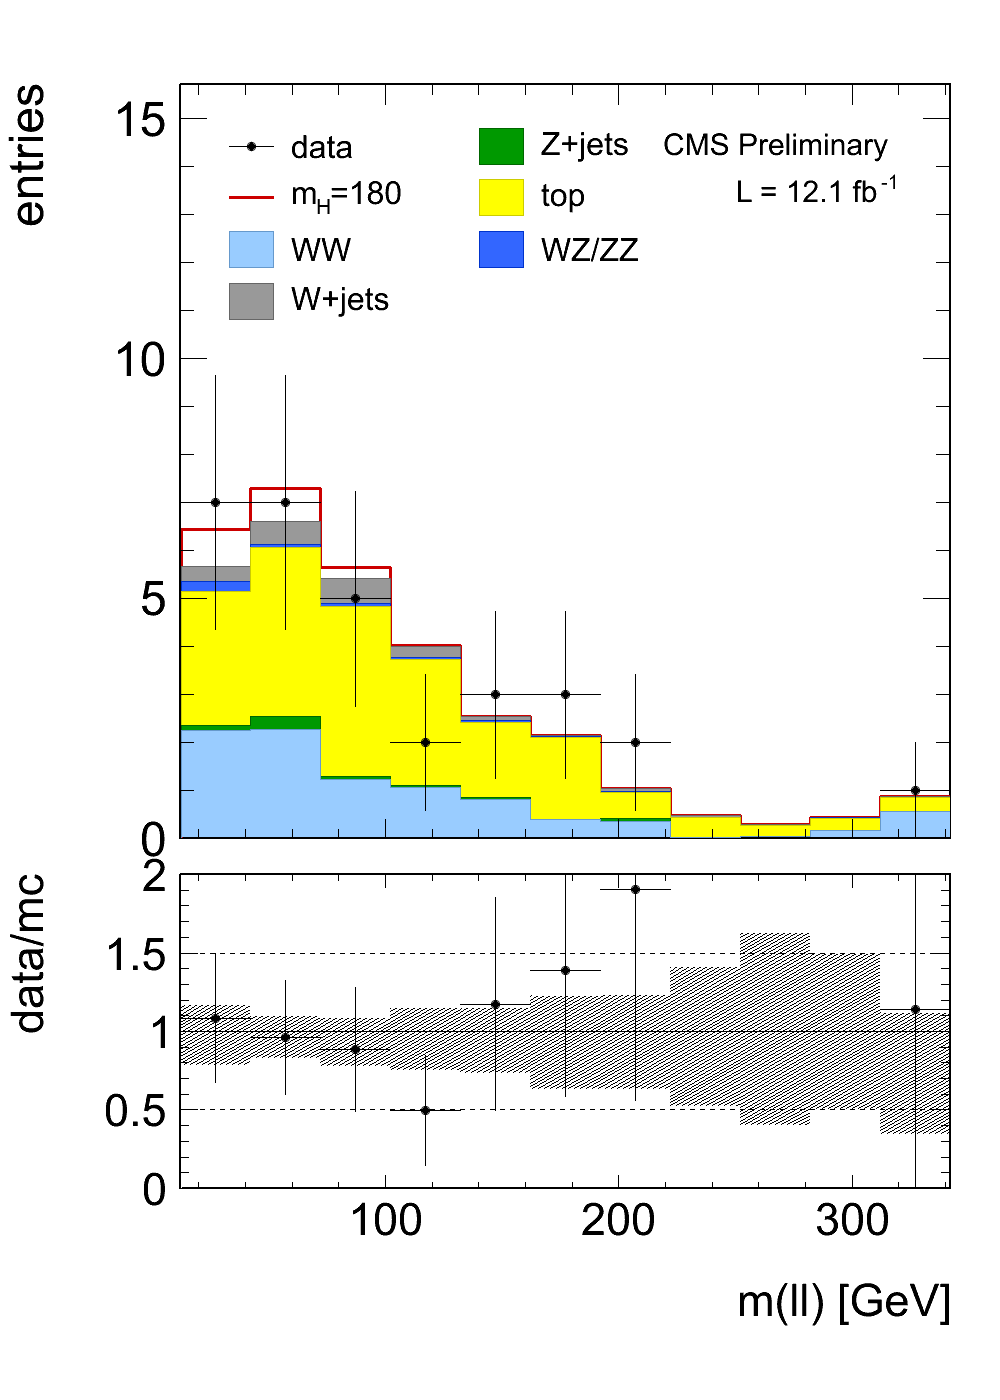 entries
15
10
5
0
data
m_H=180
WW
W+jets
Z+jets
top
WZ/ZZ
CMS Preliminary
L = 12.1 fb⁻¹
data/mc
2
1.5
1
0.5
0
100 200 300
m(ll) [GeV]